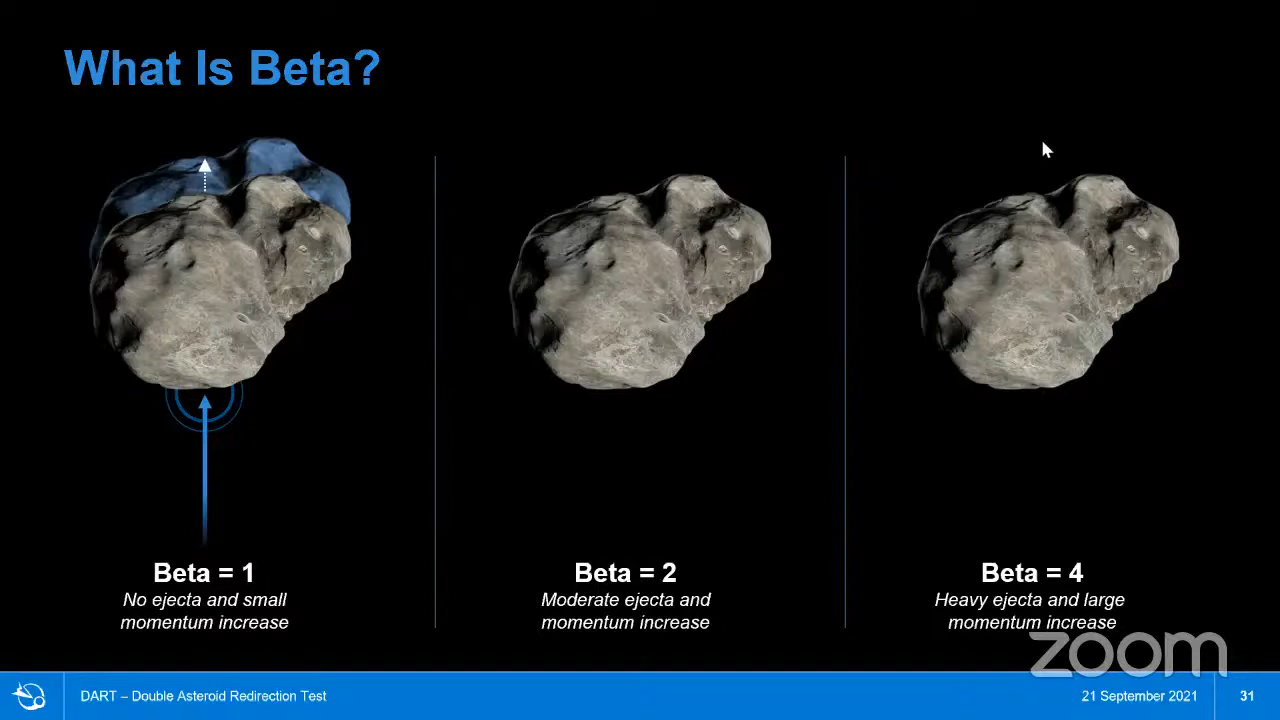 What Is Beta?
Beta = 1
No ejecta and small
momentum increase
Beta = 2
Moderate ejecta and
momentum increase
Beta = 4
Heavy ejecta and large
momentum increase
zoom
DART – Double Asteroid Redirection Test
21 September 2021
31